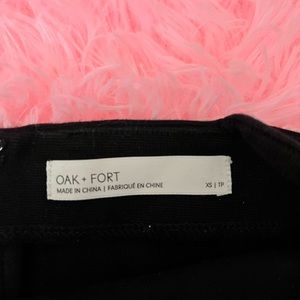 OAK + FORT
MADE IN CHINA | FABRIQUÉ EN CHINE XS | TP